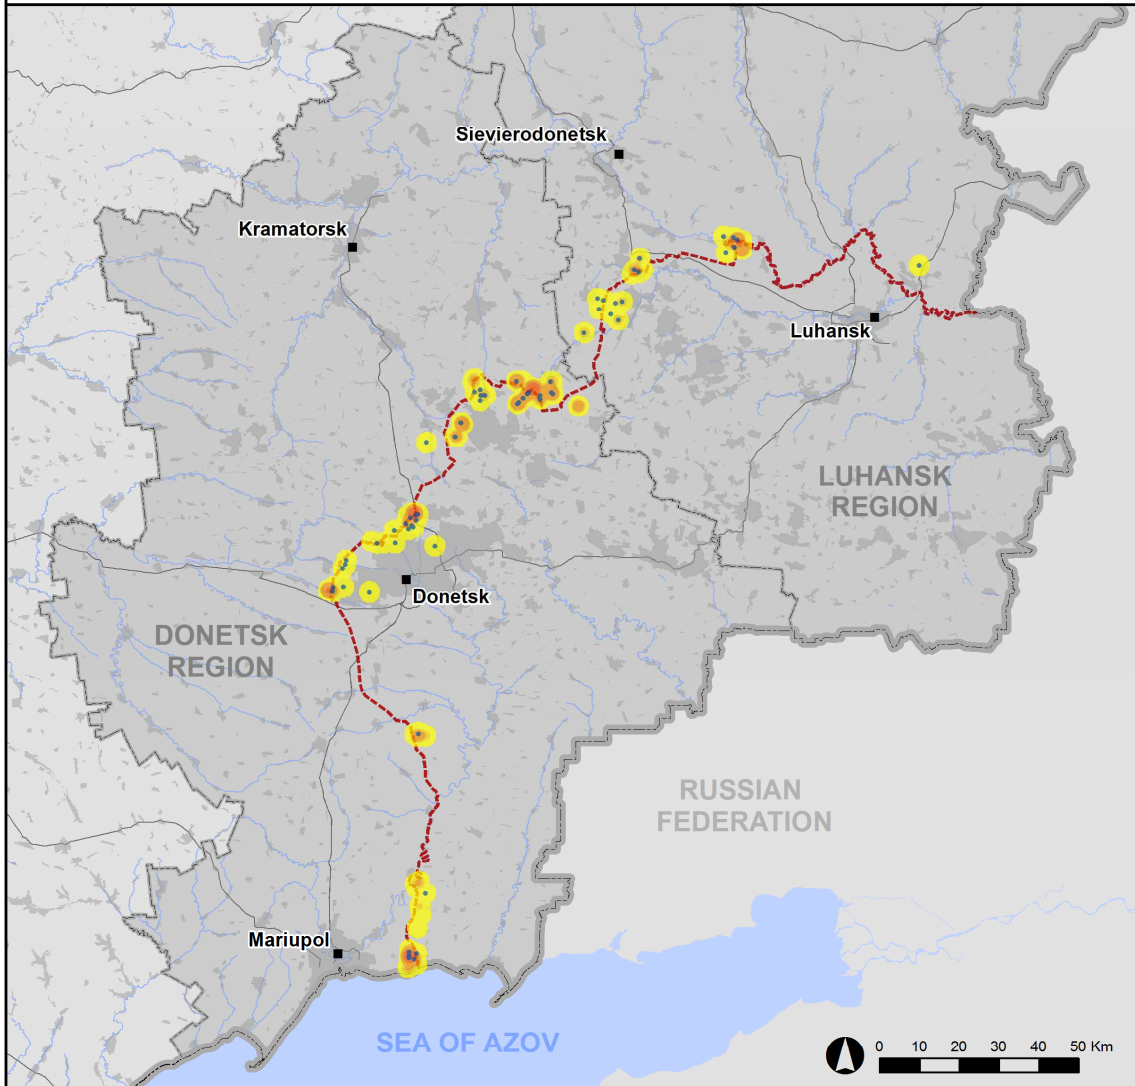 Sievierodonetsk
Kramatorsk
Luhansk
LUHANSK
REGION
Donetsk
DONETSK
REGION
RUSSIAN
FEDERATION
Mariupol
SEA OF AZOV
0 10 20 30 40 50 Km